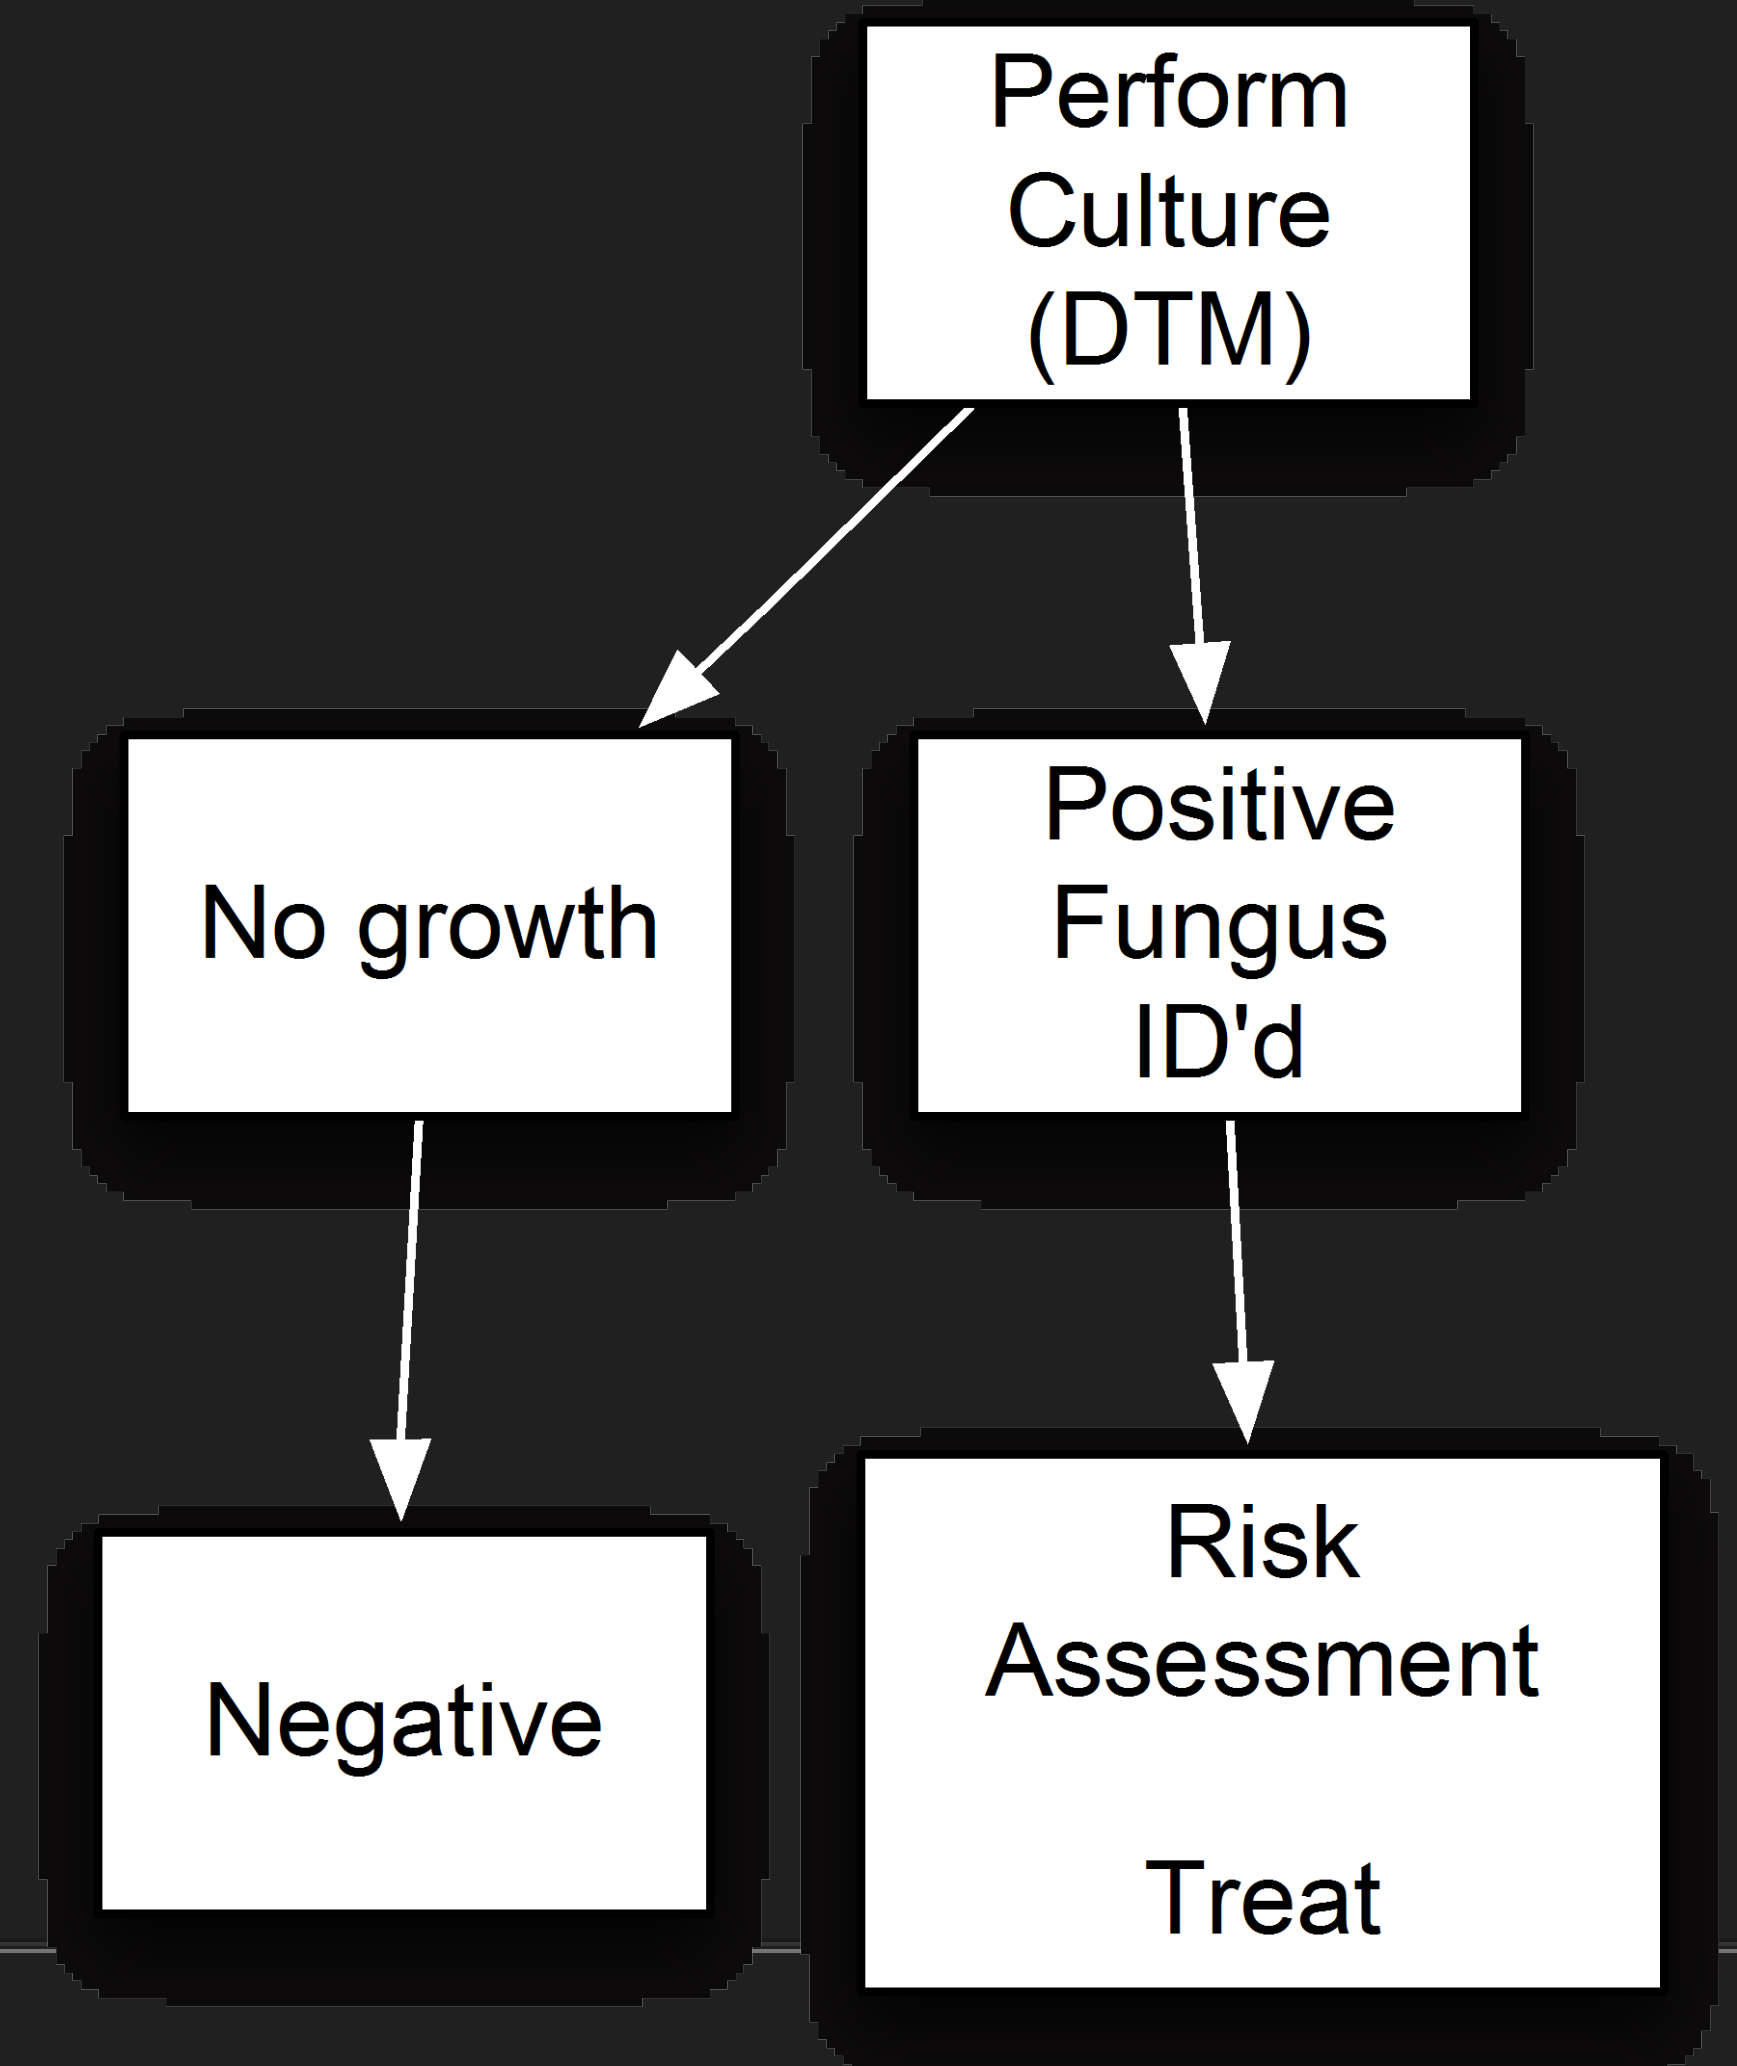 Perform
Culture
(DTM)
No growth
Positive
Fungus
ID'd
Negative
Risk
Assessment
Treat